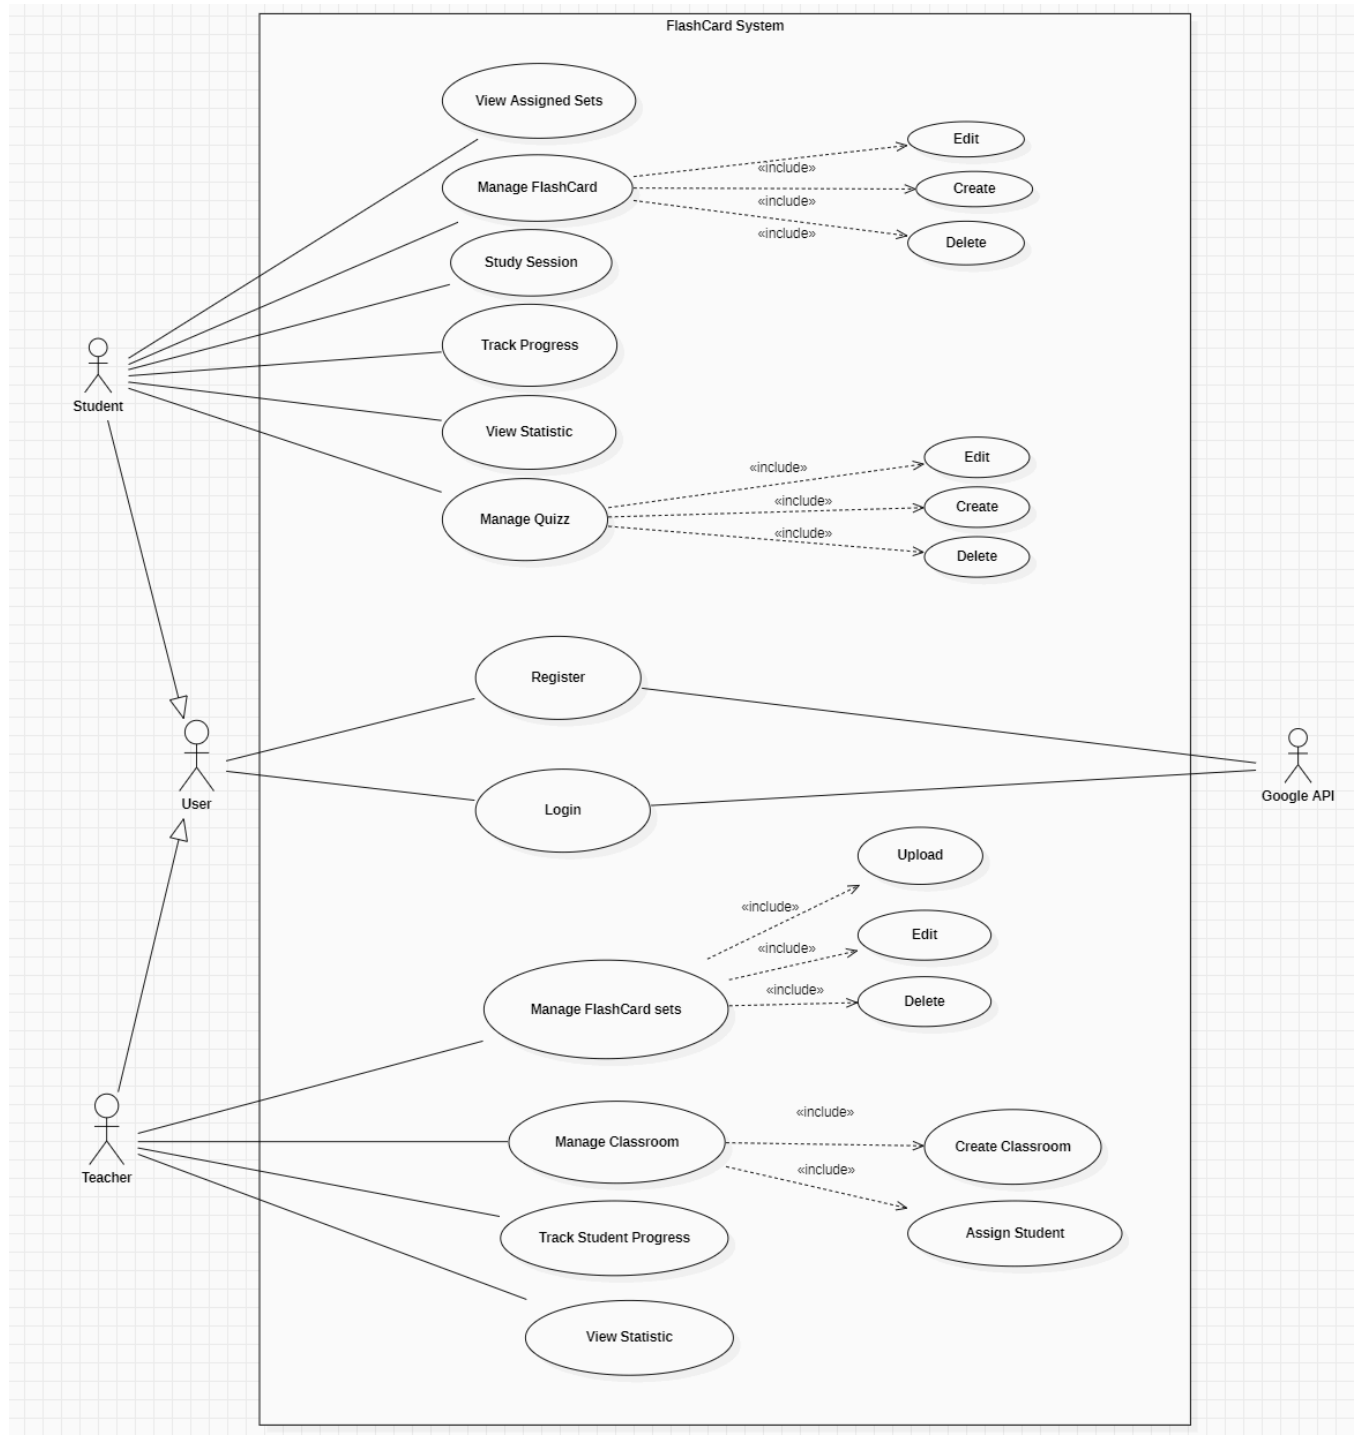 FlashCard System
View Assigned Sets
Edit
«include»
Manage FlashCard
Create
«include»
«include»
Delete
Study Session
Track Progress
Student
View Statistic
Edit
«include»
«include»
Create
Manage Quizz
«include»
Delete
Register
User
Google API
Login
Upload
«include»
Edit
«include»
«include»
Delete
Manage FlashCard sets
«include»
Manage Classroom
Create Classroom
«include»
Teacher
Assign Student
Track Student Progress
View Statistic